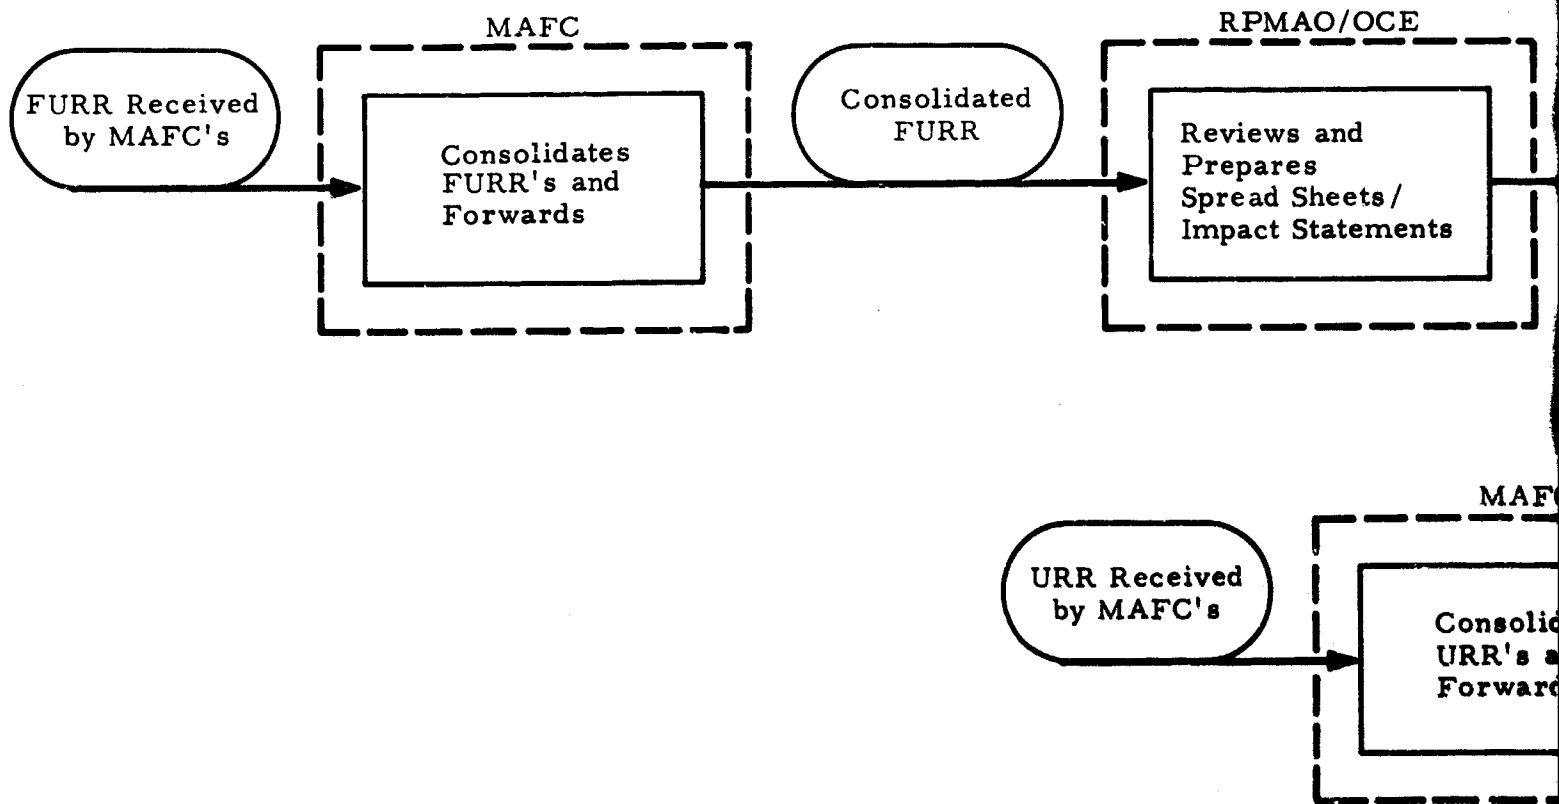 MAFC
FURR Received
by MAFC's
Consolidates
FURR's and
Forwards
Consolidated
FURR
RPMAO/OCE
Reviews and
Prepares
Spread Sheets/
Impact Statements
URR Received
by MAFC's
URR's